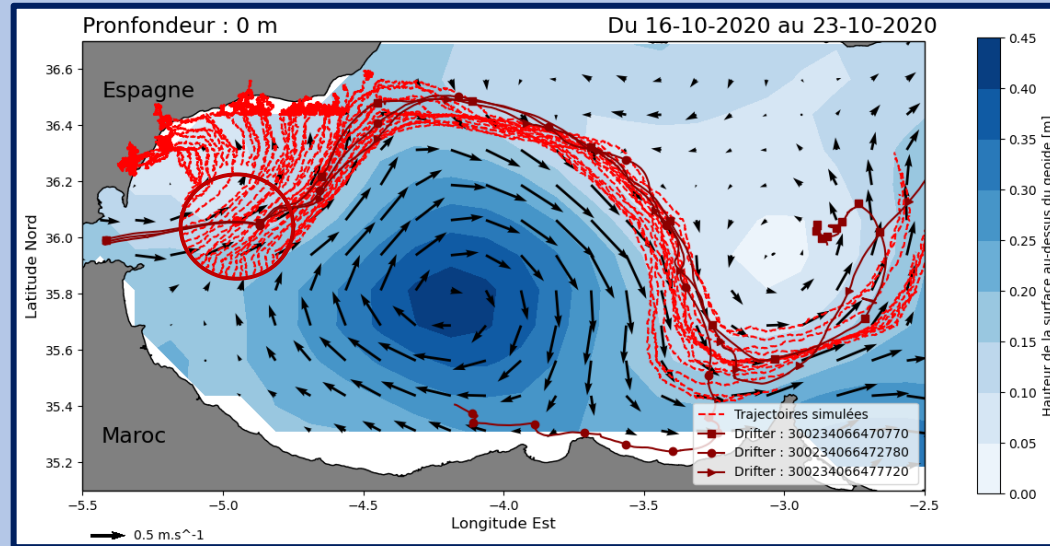 Pronfondeur : 0 m
Du 16-10-2020 au 23-10-2020
Espagne
Maroc
36.6
36.4
36.2
36.0
35.8
35.6
35.4
35.2
Latitude Nord
−5.5
−5.0
−4.5
−4.0
−3.5
−3.0
−2.5
Longitude Est
0.5 m.s^-1
Trajectoires simulées
Drifter : 300234066470770
Drifter : 300234066472780
Drifter : 300234066477720
0.45
0.40
0.35
0.30
0.25
0.20
0.15
0.10
0.05
0.00
Hauteur de la surface au-dessus du geoide [m]